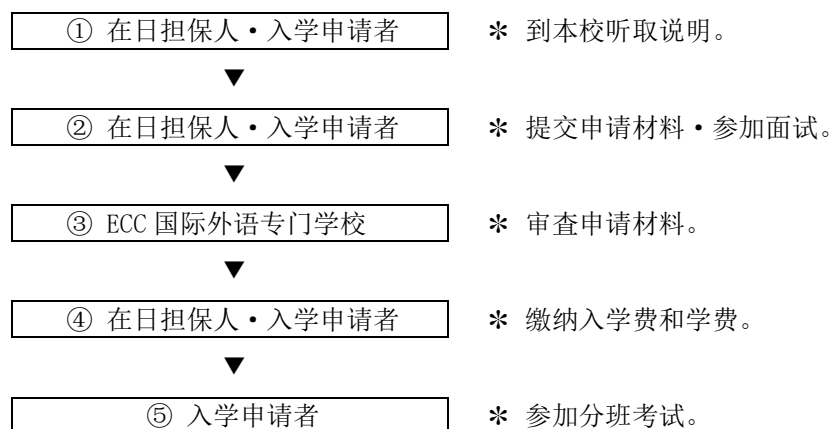 ① 在日担保人・入学申请者 ＊ 到本校听取说明。
▼
② 在日担保人・入学申请者 ＊ 提交申请材料・参加面试。
▼
③ ECC 国际外语专门学校 ＊ 审查申请材料。
▼
④ 在日担保人・入学申请者 ＊ 缴纳入学费和学费。
▼
⑤ 入学申请者 ＊ 参加分班考试。